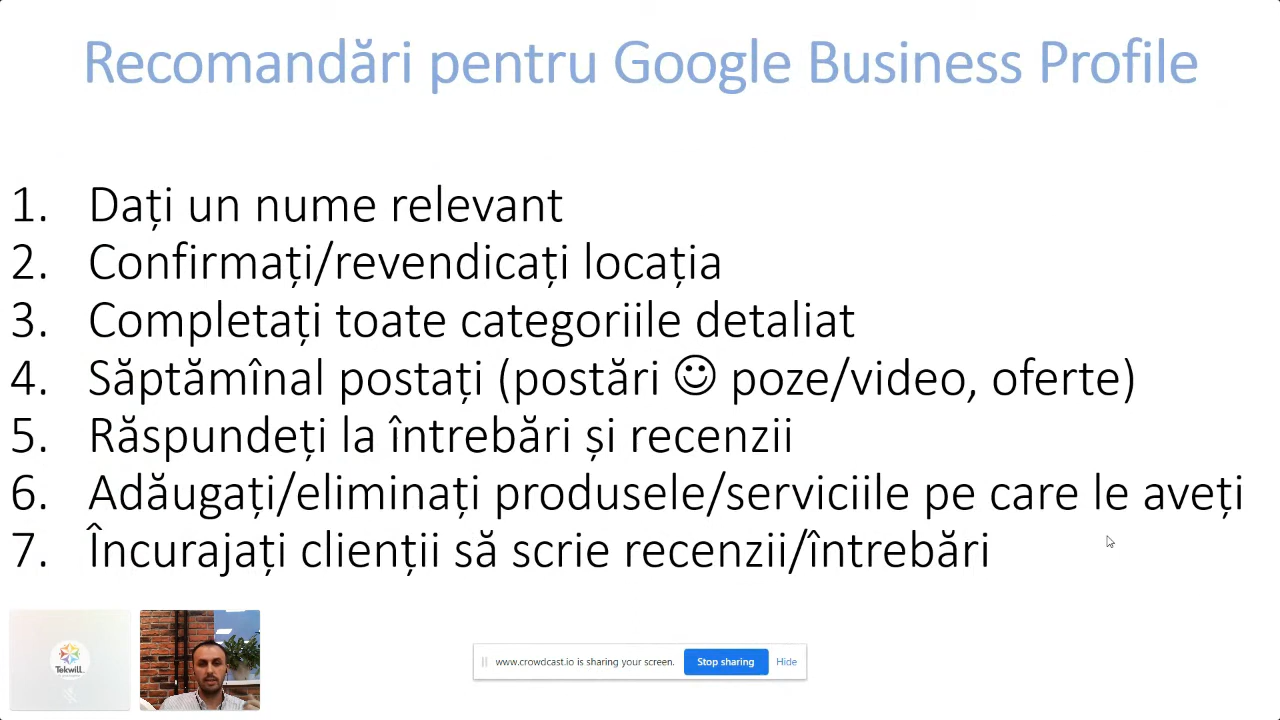 Recomandări pentru Google Business Profile
1. Dați un nume relevant
2. Confirmați/revendicați locația
3. Completați toate categoriile detaliat
4. Săptămînal postați (postări ☺ poze/video, oferte)
5. Răspundeți la întrebări și recenzii
6. Adăugați/eliminați produsele/serviciile pe care le aveți
7. Încurajați clienții să scrie recenzii/întrebări
Tekwill
www.crowdcast.io is sharing your screen. Stop sharing Hide